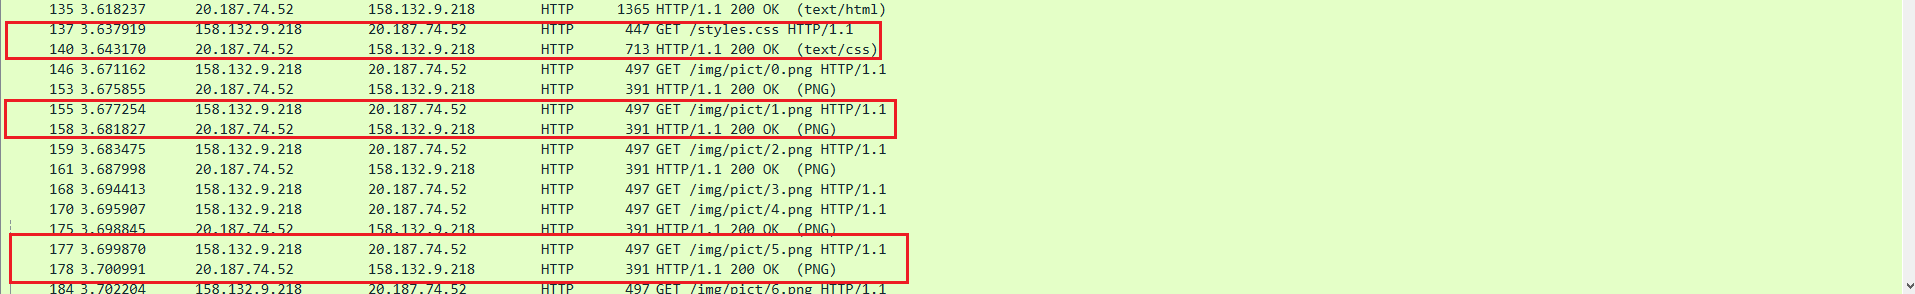 135 3.618237 20.187.74.52 158.132.9.218 HTTP 1365 HTTP/1.1 200 OK (text/html)
137 3.637919 158.132.9.218 20.187.74.52 HTTP 447 GET /styles.css HTTP/1.1
140 3.643170 20.187.74.52 158.132.9.218 HTTP 713 HTTP/1.1 200 OK (text/css)
146 3.671162 158.132.9.218 20.187.74.52 HTTP 497 GET /img/pict/0.png HTTP/1.1
153 3.675855 20.187.74.52 158.132.9.218 HTTP 391 HTTP/1.1 200 OK (PNG)
155 3.677254 158.132.9.218 20.187.74.52 HTTP 497 GET /img/pict/1.png HTTP/1.1
158 3.681827 20.187.74.52 158.132.9.218 HTTP 391 HTTP/1.1 200 OK (PNG)
159 3.683475 158.132.9.218 20.187.74.52 HTTP 497 GET /img/pict/2.png HTTP/1.1
161 3.687998 20.187.74.52 158.132.9.218 HTTP 391 HTTP/1.1 200 OK (PNG)
168 3.694413 158.132.9.218 20.187.74.52 HTTP 497 GET /img/pict/3.png HTTP/1.1
170 3.695907 158.132.9.218 20.187.74.52 HTTP 497 GET /img/pict/4.png HTTP/1.1
175 3.698845 20.187.74.52 158.132.9.218 HTTP 391 HTTP/1.1 200 OK (PNG)
177 3.699870 158.132.9.218 20.187.74.52 HTTP 497 GET /img/pict/5.png HTTP/1.1
178 3.700991 20.187.74.52 158.132.9.218 HTTP 391 HTTP/1.1 200 OK (PNG)
184 3.702204 158.132.9.218 20.187.74.52 HTTP 497 GET /img/pict/6.png HTTP/1.1